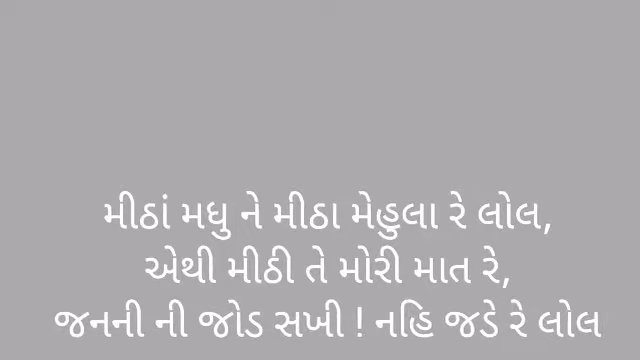 મીઠાં મધુ ને મીઠા મેહુલા રે લોલ,
એથી મીઠી તે મોરી માત રે,
જનની ની જોડ સખી ! નહિ જડે રે લોલ